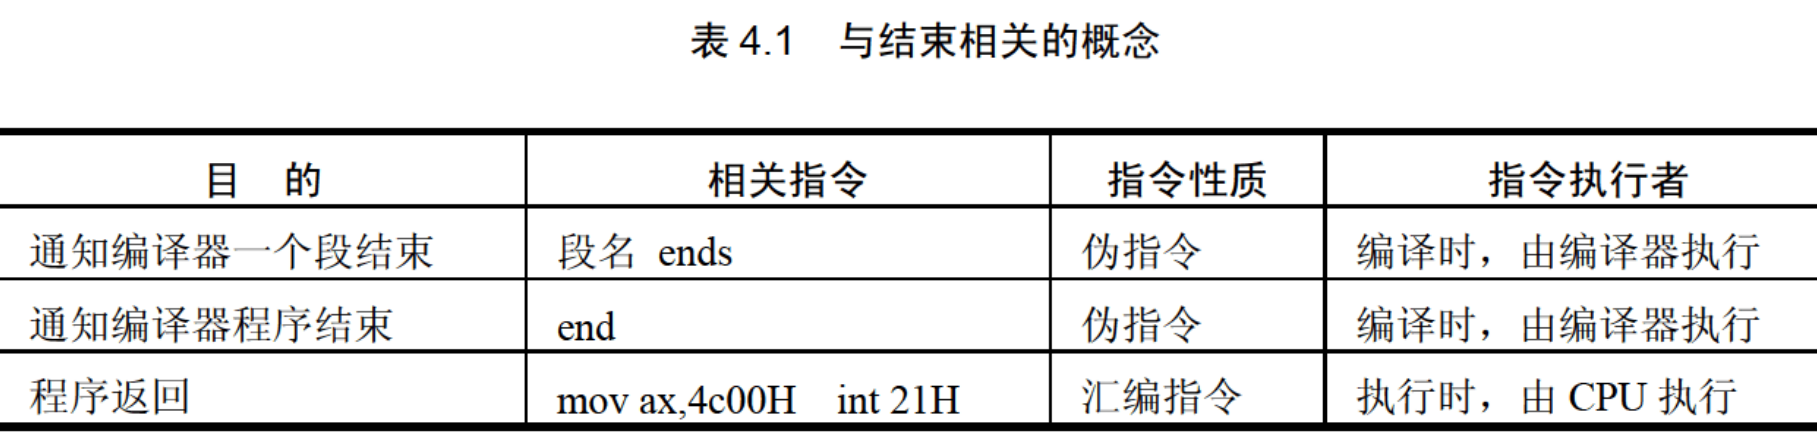 表 4.1 与结束相关的概念
目 的 相关指令 指令性质 指令执行者
通知编译器一个段结束 段名 ends 伪指令 编译时，由编译器执行
通知编译器程序结束 end 伪指令 编译时，由编译器执行
程序返回 mov ax,4c00H int 21H 汇编指令 执行时，由 CPU 执行